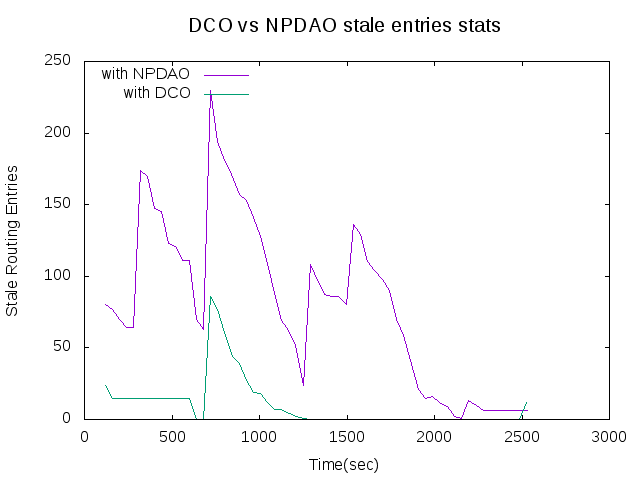 DCO vs NPDAO stale entries stats
with NPDAO
with DCO
Stale Routing Entries
250
200
150
100
50
0
0 500 1000 1500 2000 2500 3000
Time(sec)